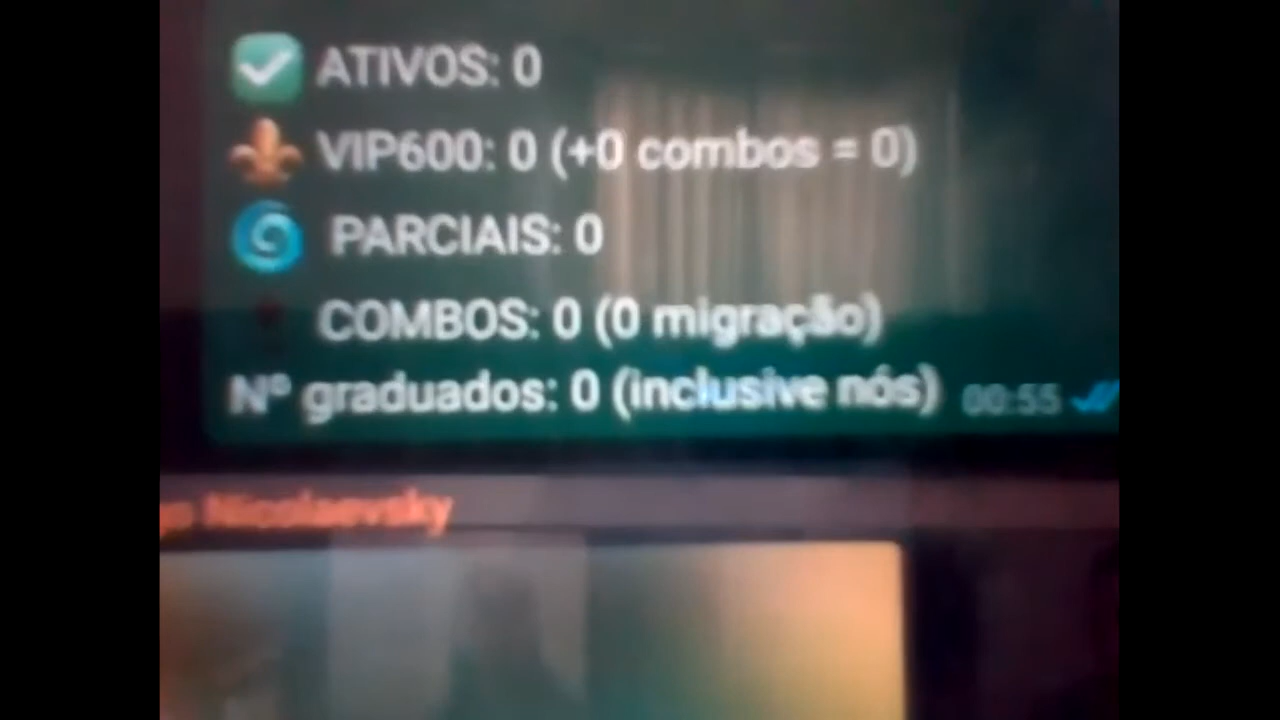 ✅ ATIVOS: 0
⚜️ VIP600: 0 (+0 combos = 0)
🌀 PARCIAIS: 0
COMBOS: 0 (0 migração)
Nº graduados: 0 (inclusive nós) 00:55
Nicolaevsky